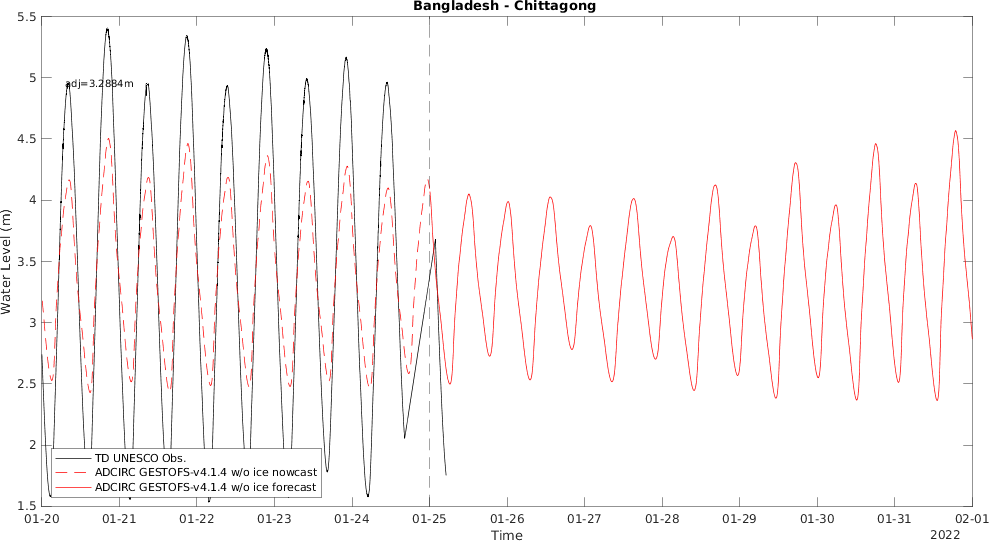 Bangladesh - Chittagong
5.5
5
4.5
4
3.5
3
2.5
2
1.5
Water Level (m)
adj=3.2884m
TD UNESCO Obs.
ADCIRC GESTOFS-v4.1.4 w/o ice nowcast
ADCIRC GESTOFS-v4.1.4 w/o ice forecast
01-20 01-21 01-22 01-23 01-24 01-25 01-26 01-27 01-28 01-29 01-30 01-31 02-01
Time
2022